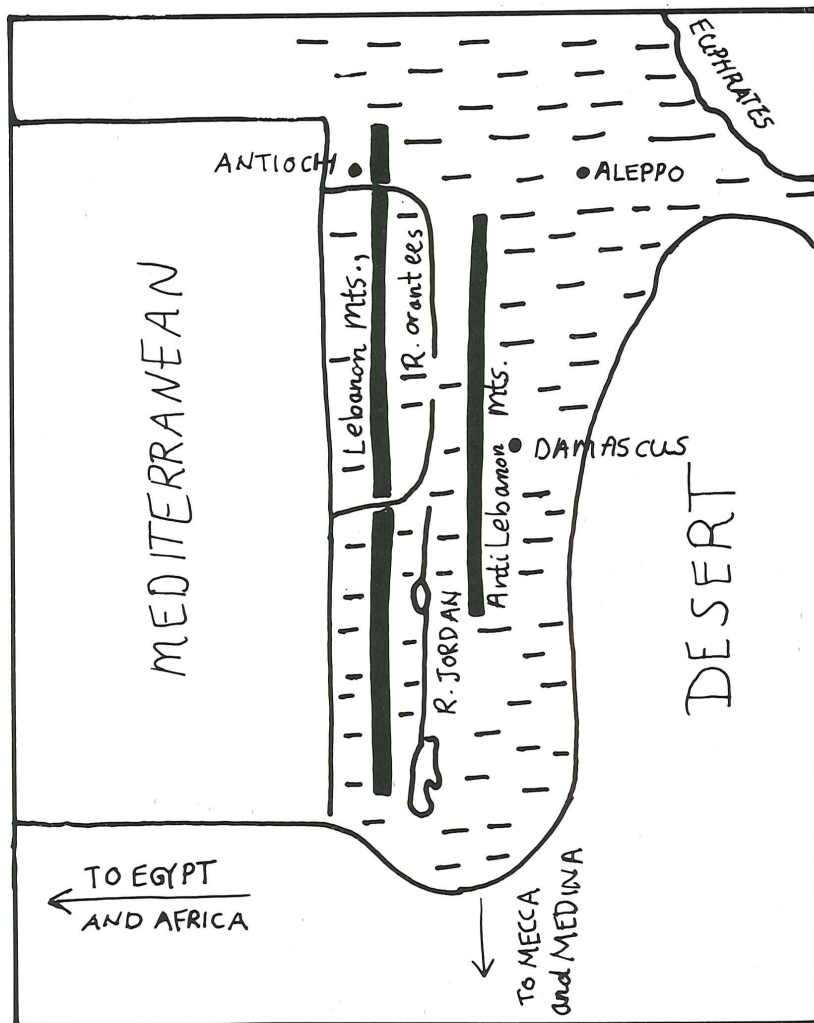 EUPHRATES
ANTIOCH
ALEPPO
Lebanon Mts.,
R. orantees
MEDITERRANEAN
Anti Lebanon Mts.
DAMASCUS
DESERT
R. JORDAN
TO EGYPT
AND AFRICA
TO MECCA
and MEDINA